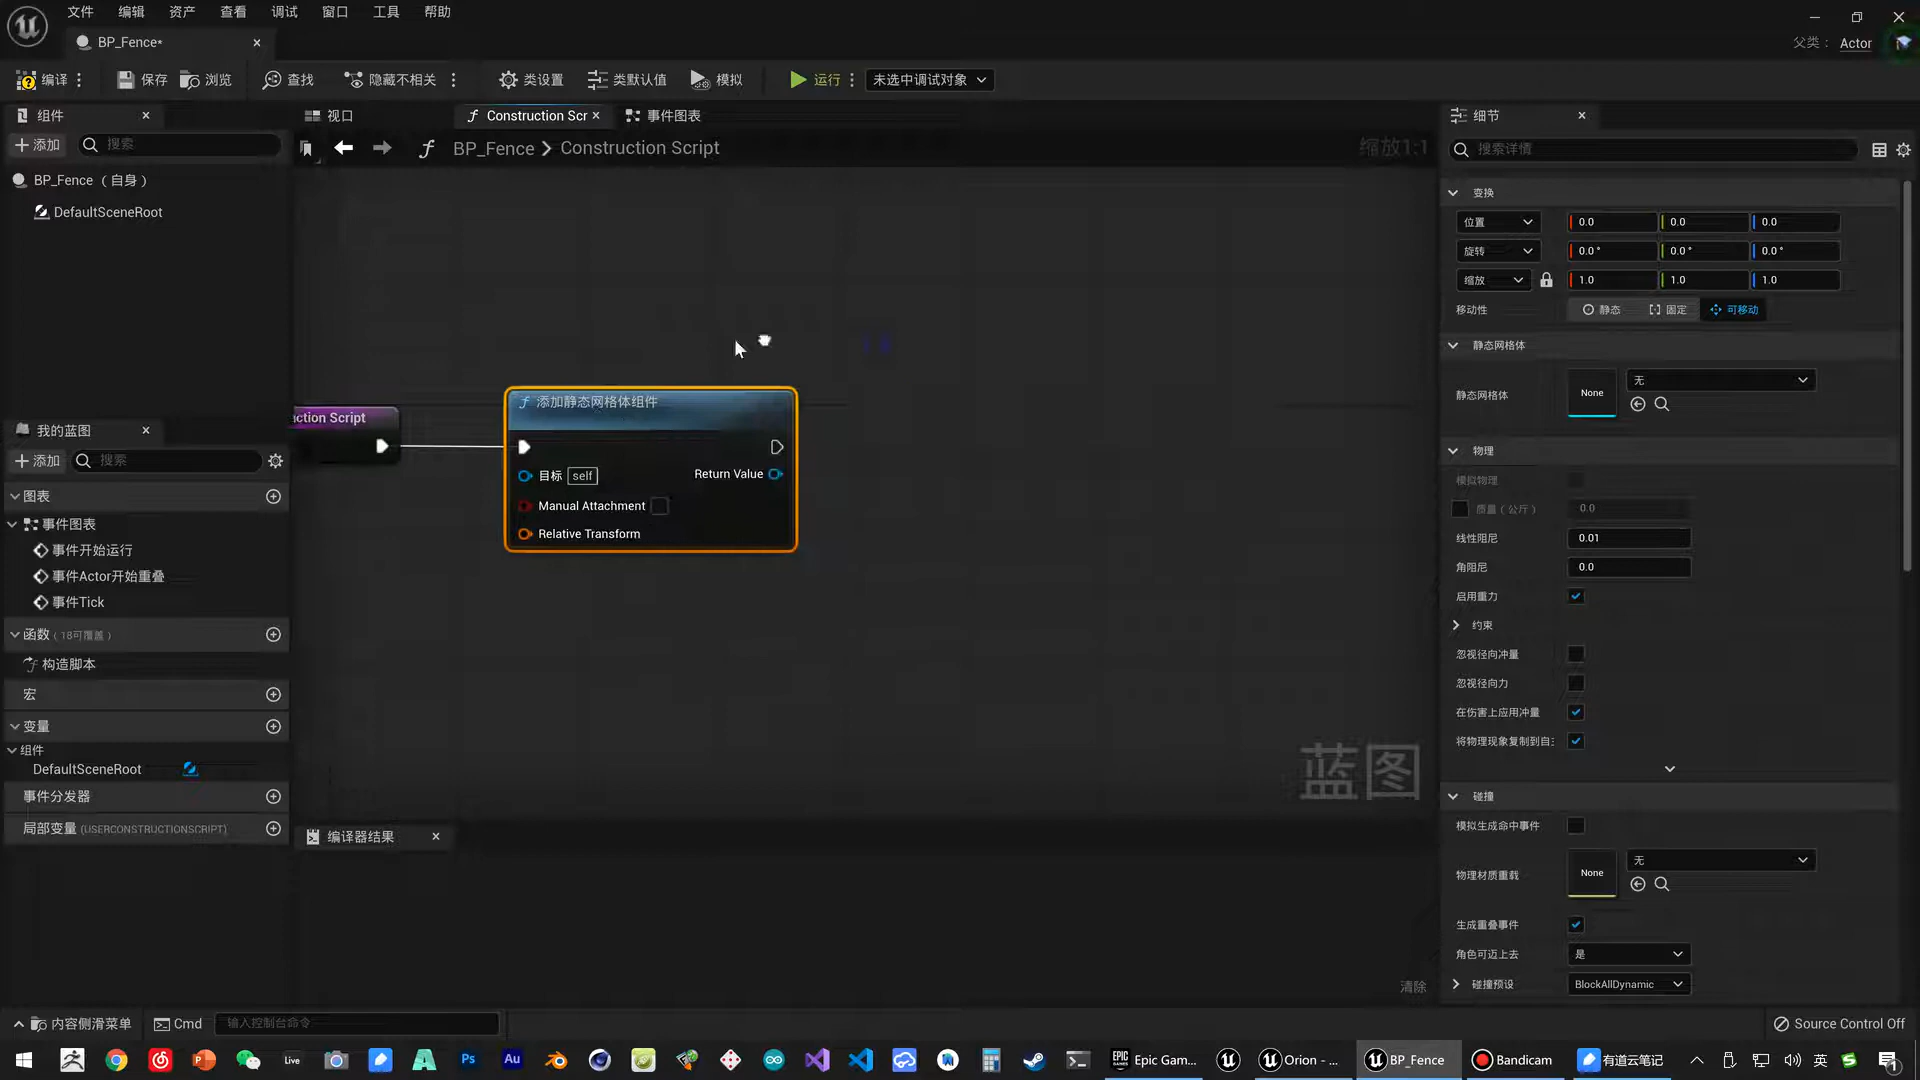 文件 编辑 资产 查看 调试 窗口 工具 帮助
BP_Fence*
父类： Actor
编译 保存 浏览 查找 隐藏不相关 类设置 类默认值 模拟 运行 未选中调试对象
组件
添加 搜索
BP_Fence （自身）
DefaultSceneRoot
我的蓝图
添加 搜索
图表
事件图表
事件开始运行
事件Actor开始重叠
事件Tick
函数（18可覆盖）
构造脚本
宏
变量
组件
DefaultSceneRoot
事件分发器
局部变量 (USERCONSTRUCTIONSCRIPT)
视口 Construction Scr 事件图表
BP_Fence > Construction Script
缩放1:1
ction Script
添加静态网格体组件
目标 self
Return Value
Manual Attachment
Relative Transform
蓝图
编译器结果
清除
细节
搜索详情
变换
位置 0.0 0.0 0.0
旋转 0.0° 0.0° 0.0°
缩放 1.0 1.0 1.0
移动性 静态 固定 可移动
静态网格体
静态网格体 None 无
物理
模拟物理
质量（公斤） 0.0
线性阻尼 0.01
角阻尼 0.0
启用重力
约束
忽视径向冲量
忽视径向力
在伤害上应用冲量
将物理现象复制到自主
碰撞
模拟生成命中事件
物理材质重载 None 无
生成重叠事件
角色可迈上去 是
碰撞预设 BlockAllDynamic
内容侧滑菜单 Cmd 输入控制台命令
Source Control Off
Live Ps Au EPIC GAMES Epic Gam... Orion - ... BP_Fence Bandicam 有道云笔记 英 1